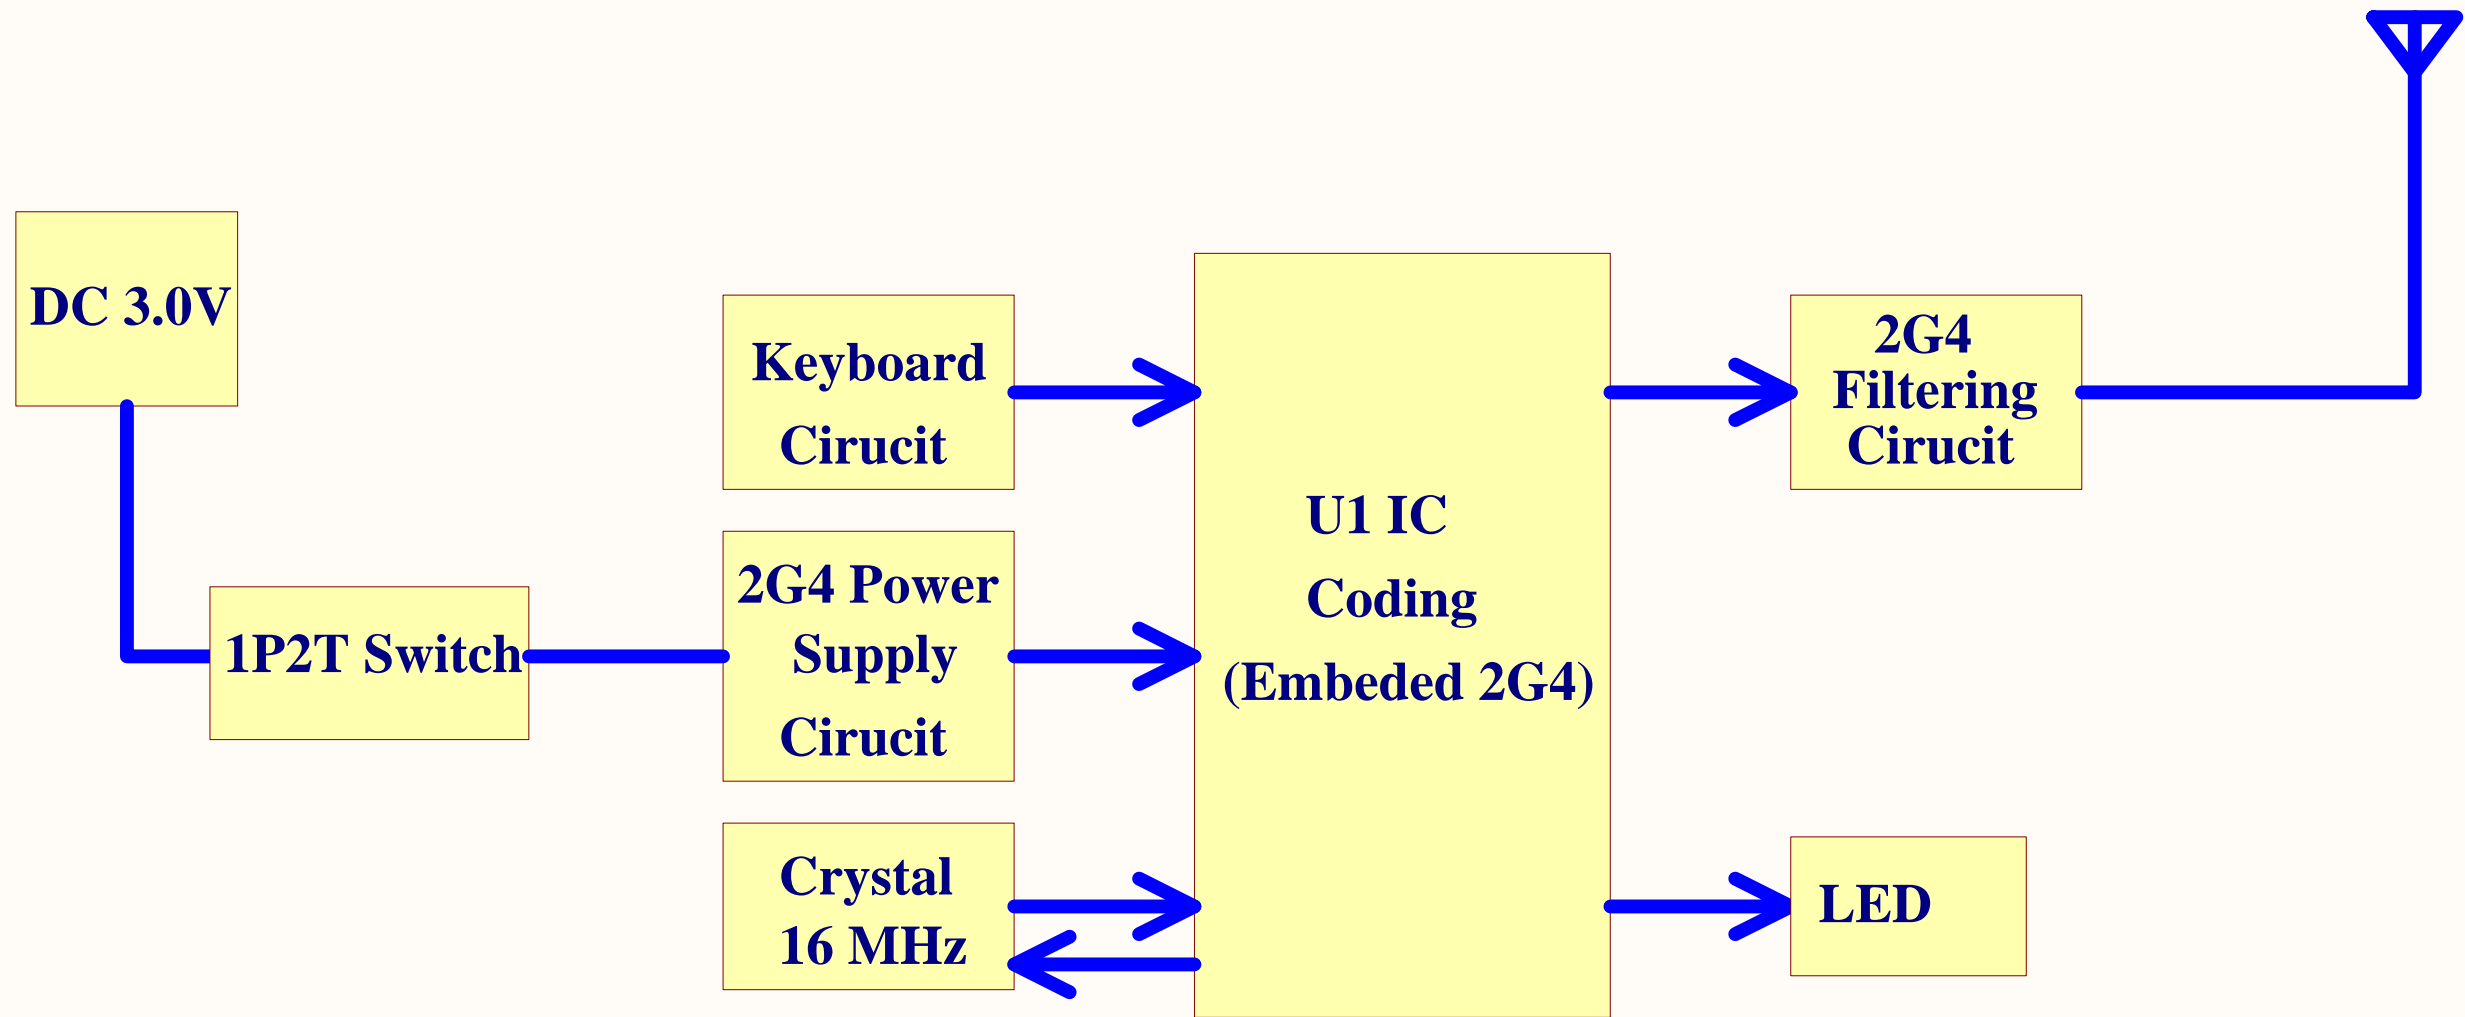 DC 3.0V
1P2T Switch
Keyboard
Cirucit
2G4 Power
Supply
Cirucit
Crystal
16 MHz
U1 IC
Coding
(Embeded 2G4)
2G4
Filtering
Cirucit
LED